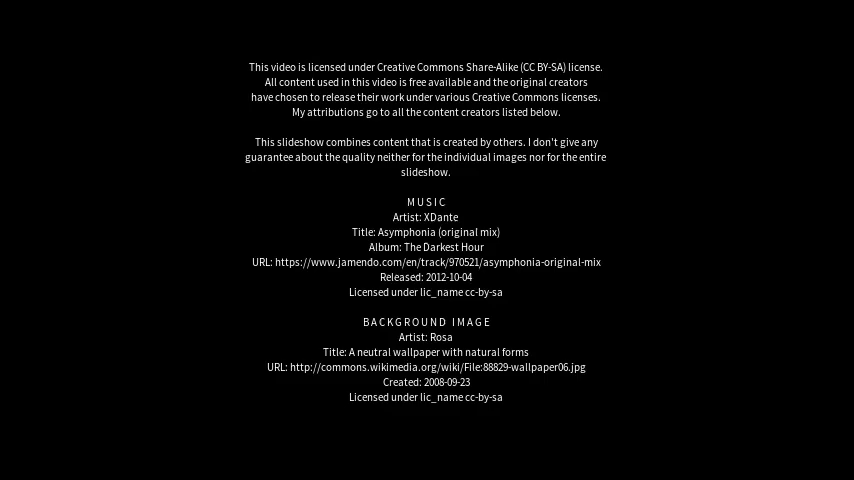 This video is licensed under Creative Commons Share-Alike (CC BY-SA) license.
All content used in this video is free available and the original creators
have chosen to release their work under various Creative Commons licenses.
My attributions go to all the content creators listed below.
This slideshow combines content that is created by others. I don't give any
guarantee about the quality neither for the individual images nor for the entire
slideshow.
MUSIC
Artist: XDante
Title: Asymphonia (original mix)
Album: The Darkest Hour
URL: https://www.jamendo.com/en/track/970521/asymphonia-original-mix
Released: 2012-10-04
Licensed under lic_name cc-by-sa
BACKGROUND IMAGE
Artist: Rosa
Title: A neutral wallpaper with natural forms
URL: http://commons.wikimedia.org/wiki/File:88829-wallpaper06.jpg
Created: 2008-09-23
Licensed under lic_name cc-by-sa